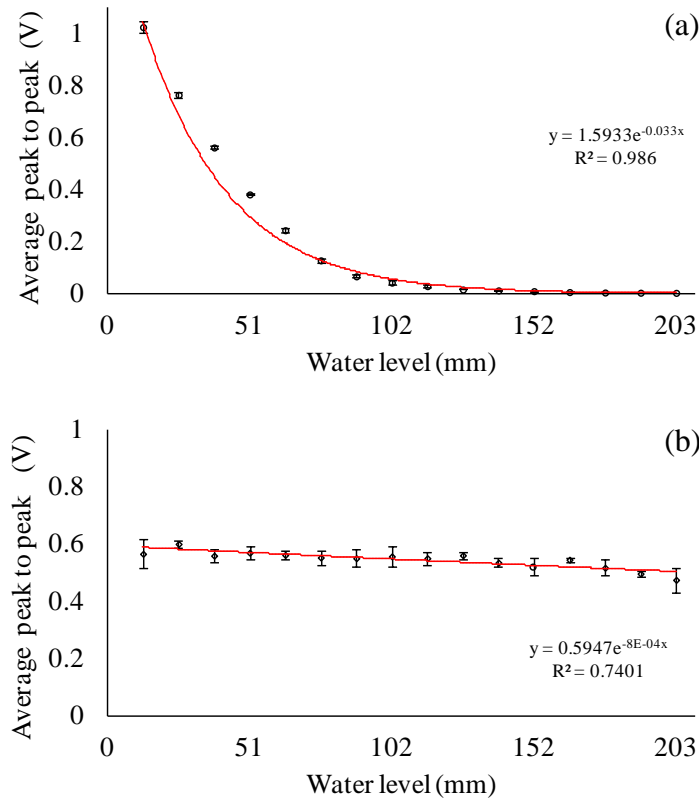 (a)
Average peak to peak (V)
1
0.8
0.6
0.4
0.2
0
y = 1.5933e^-0.033x
R² = 0.986
0 51 102 152 203
Water level (mm)
(b)
Average peak to peak (V)
1
0.8
0.6
0.4
0.2
0
y = 0.5947e^-8E-04x
R² = 0.7401
0 51 102 152 203
Water level (mm)